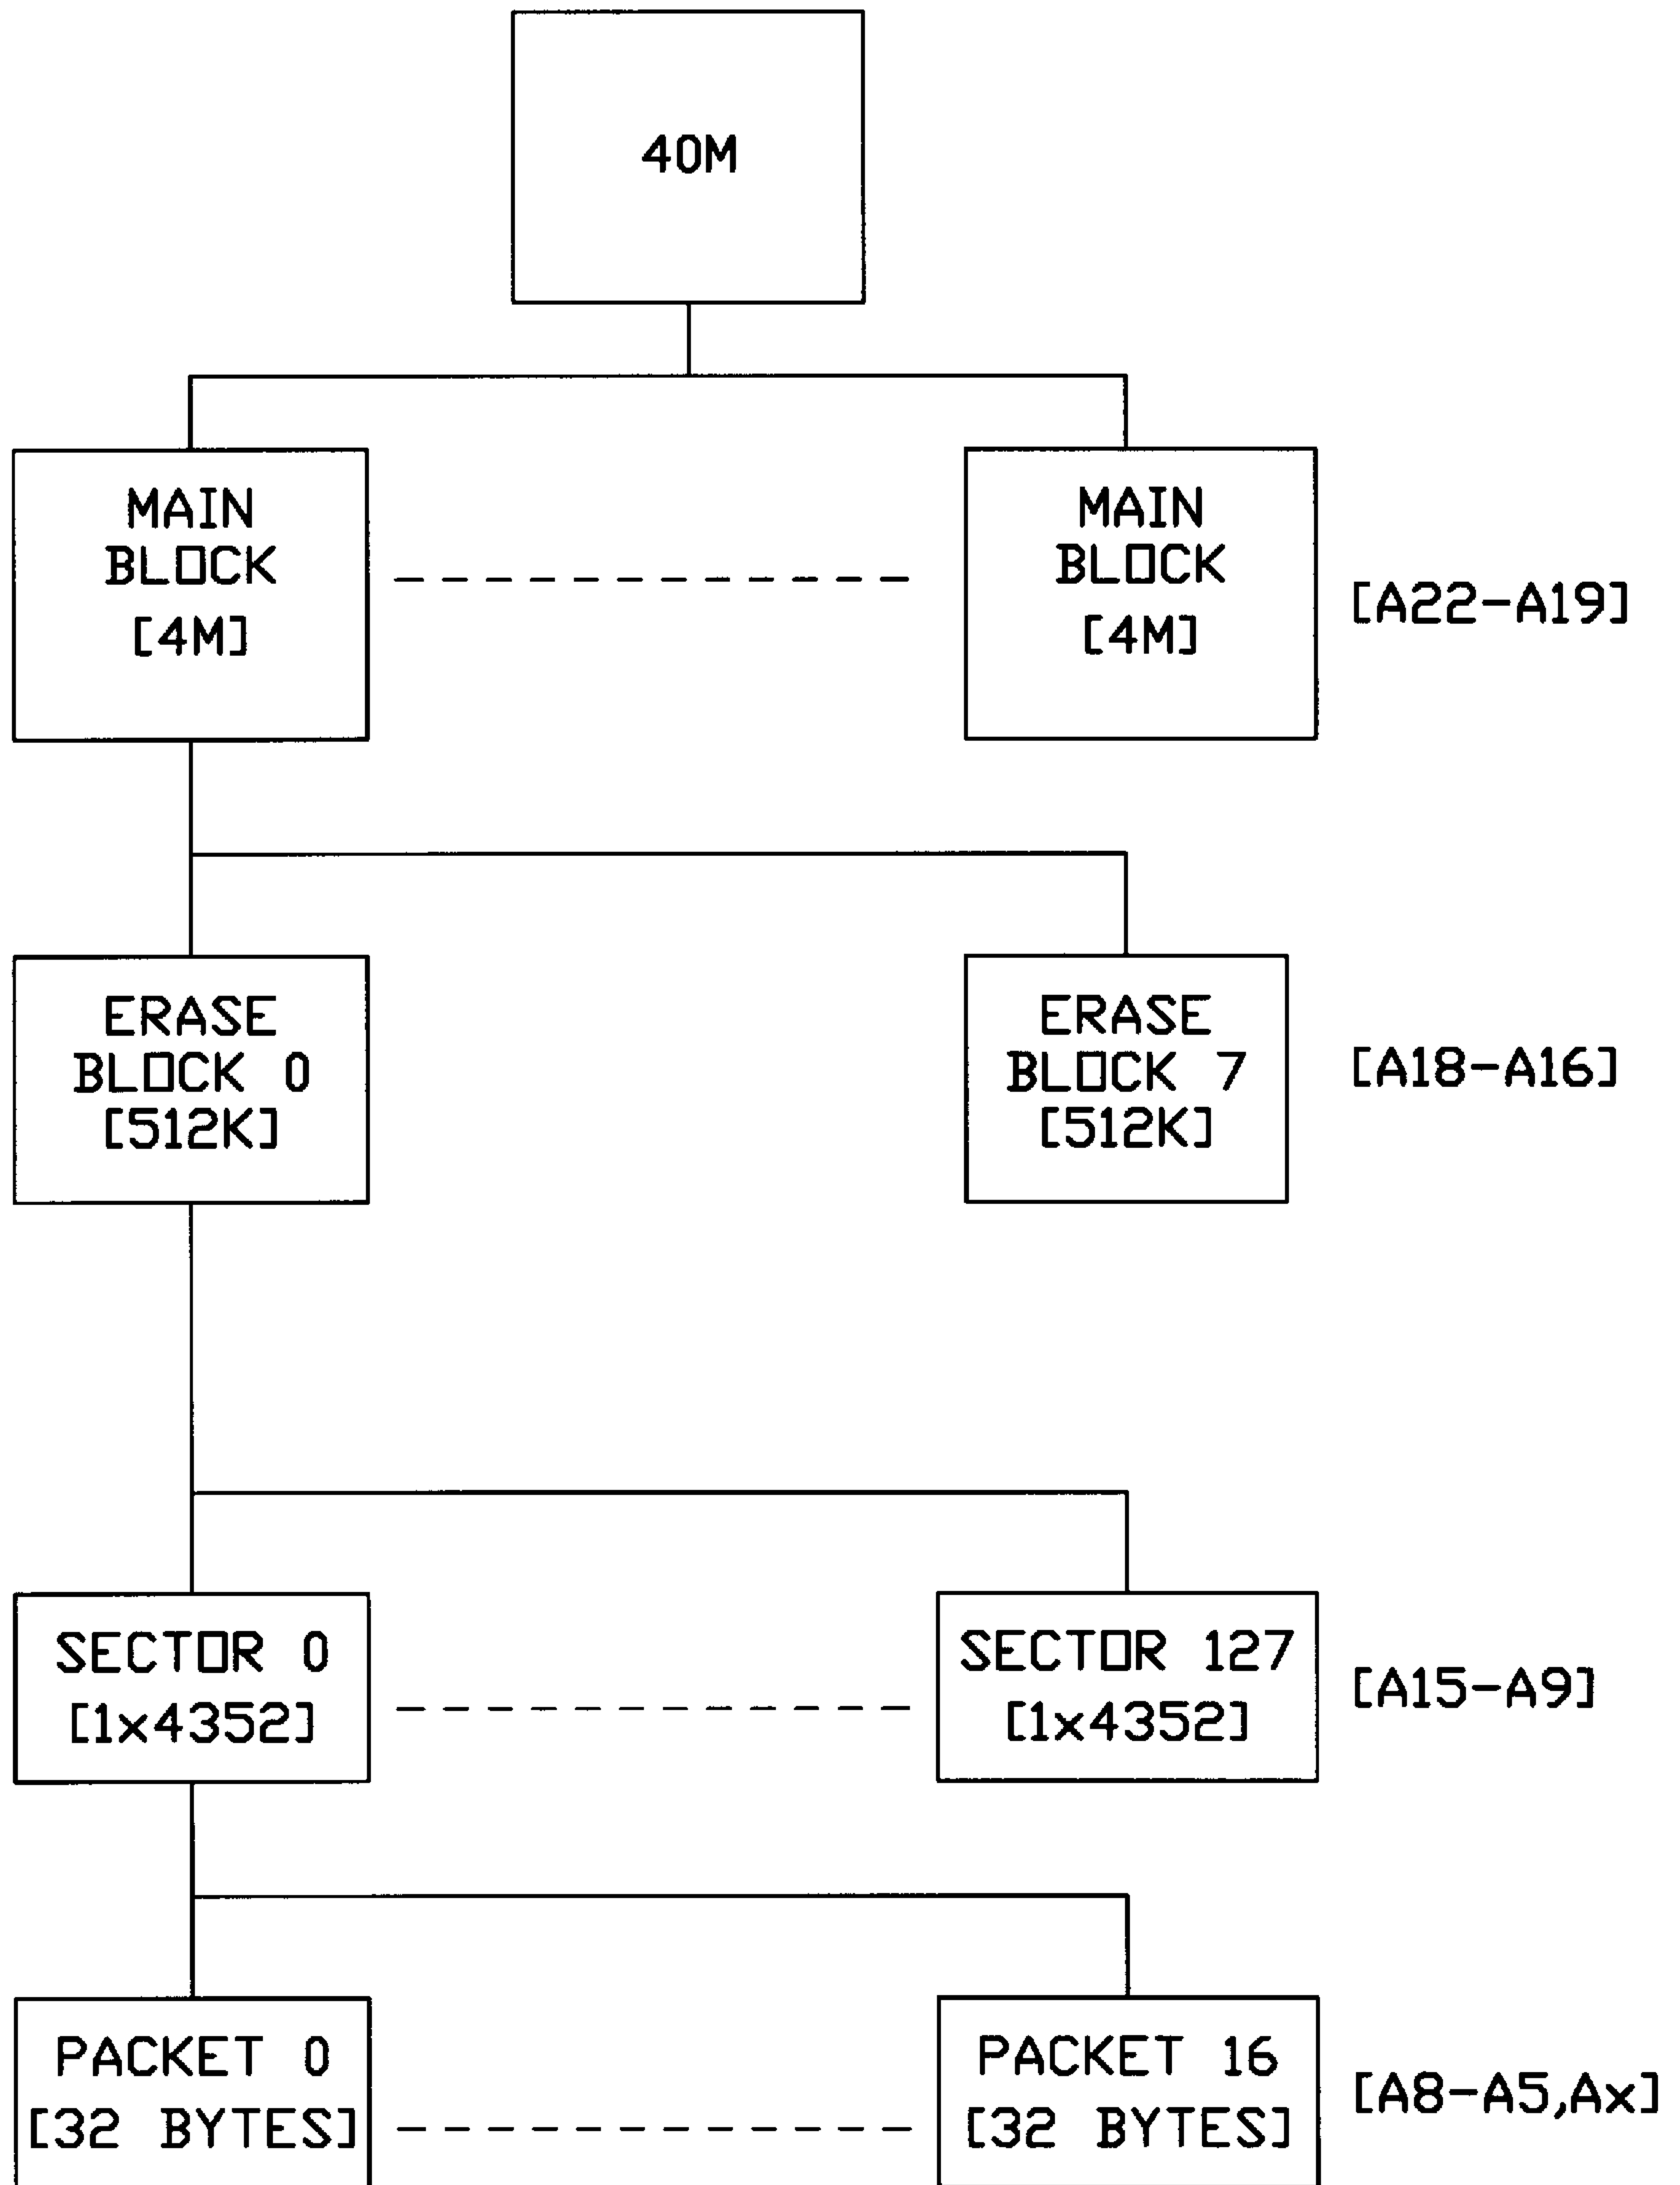 40M
MAIN
BLOCK
[4M]
MAIN
BLOCK
[4M]
[A22-A19]
ERASE
BLOCK 0
[512K]
ERASE
BLOCK 7
[512K]
[A18-A16]
SECTOR 0
[1x4352]
SECTOR 127
[1x4352]
[A15-A9]
PACKET 0
[32 BYTES]
PACKET 16
[32 BYTES]
[A8-A5,Ax]